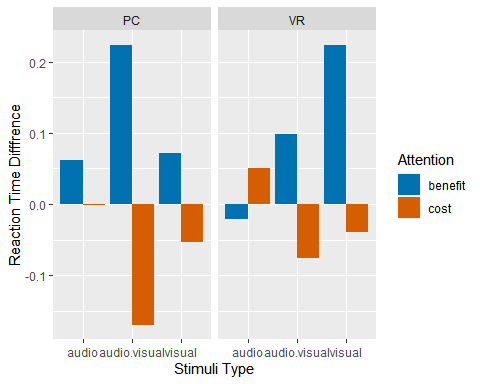 PC
VR
0.2
0.1
0.0
-0.1
Reaction Time Difffrence
audio audio.visual visual
audio audio.visual visual
Stimuli Type
Attention
benefit
cost